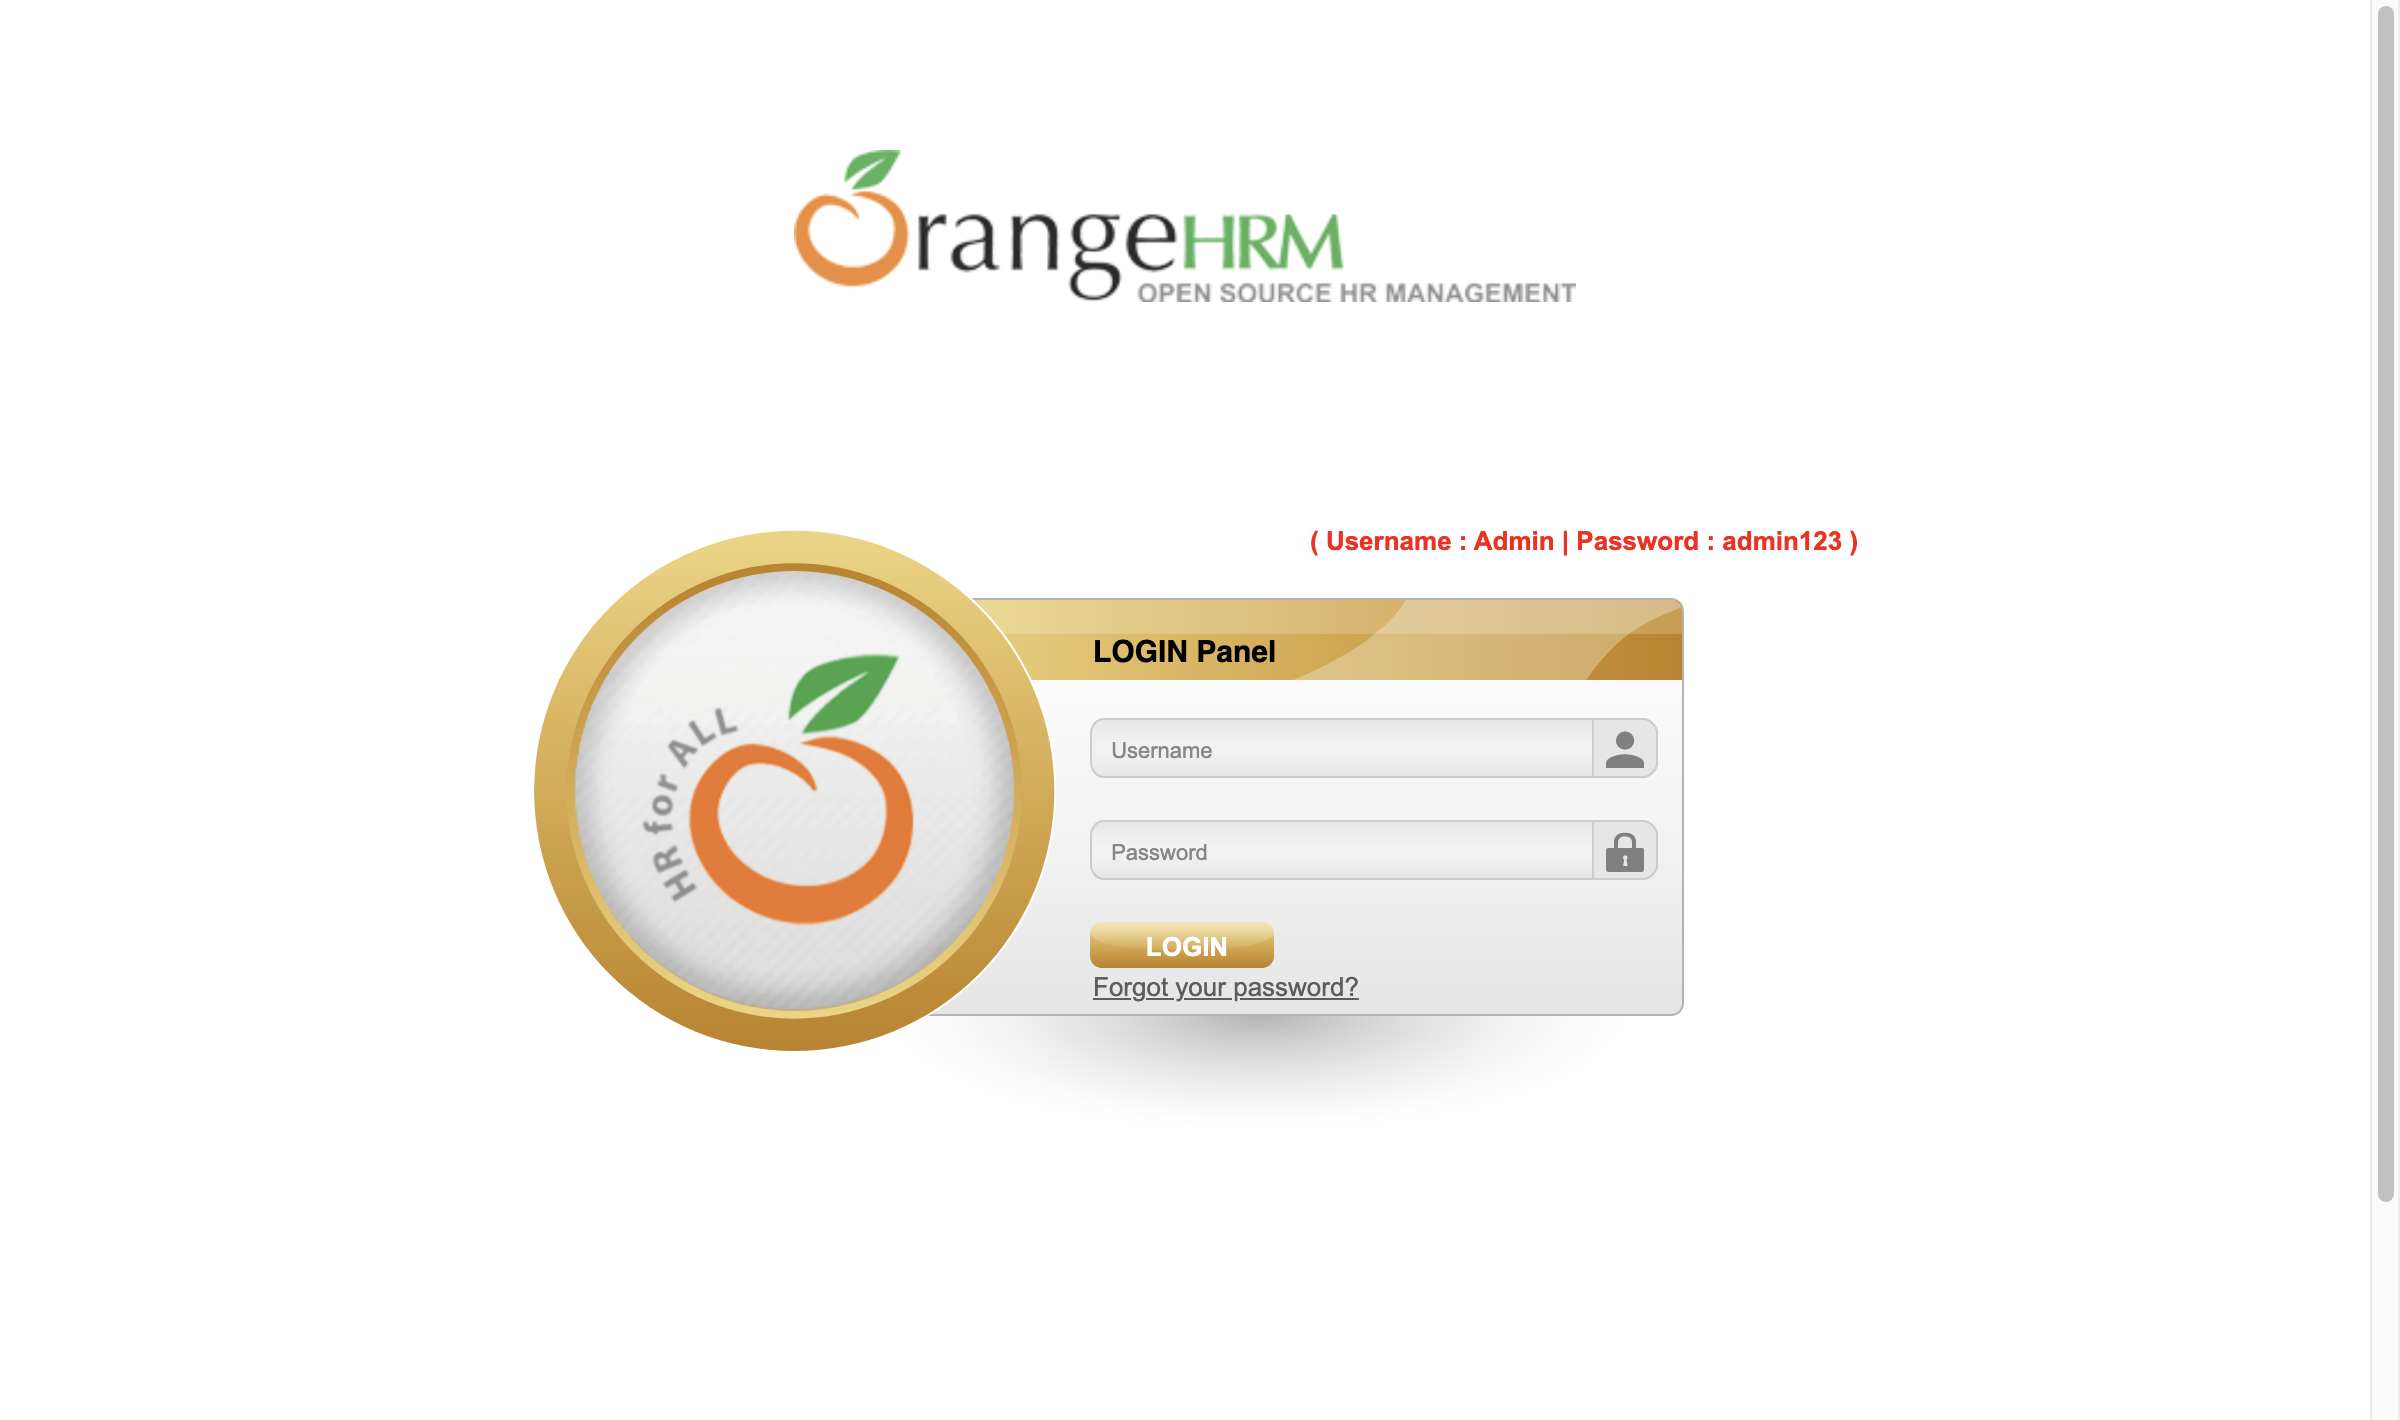 OrangeHRM
OPEN SOURCE HR MANAGEMENT
( Username : Admin | Password : admin123 )
HR for ALL
LOGIN Panel
Username
Password
LOGIN
Forgot your password?